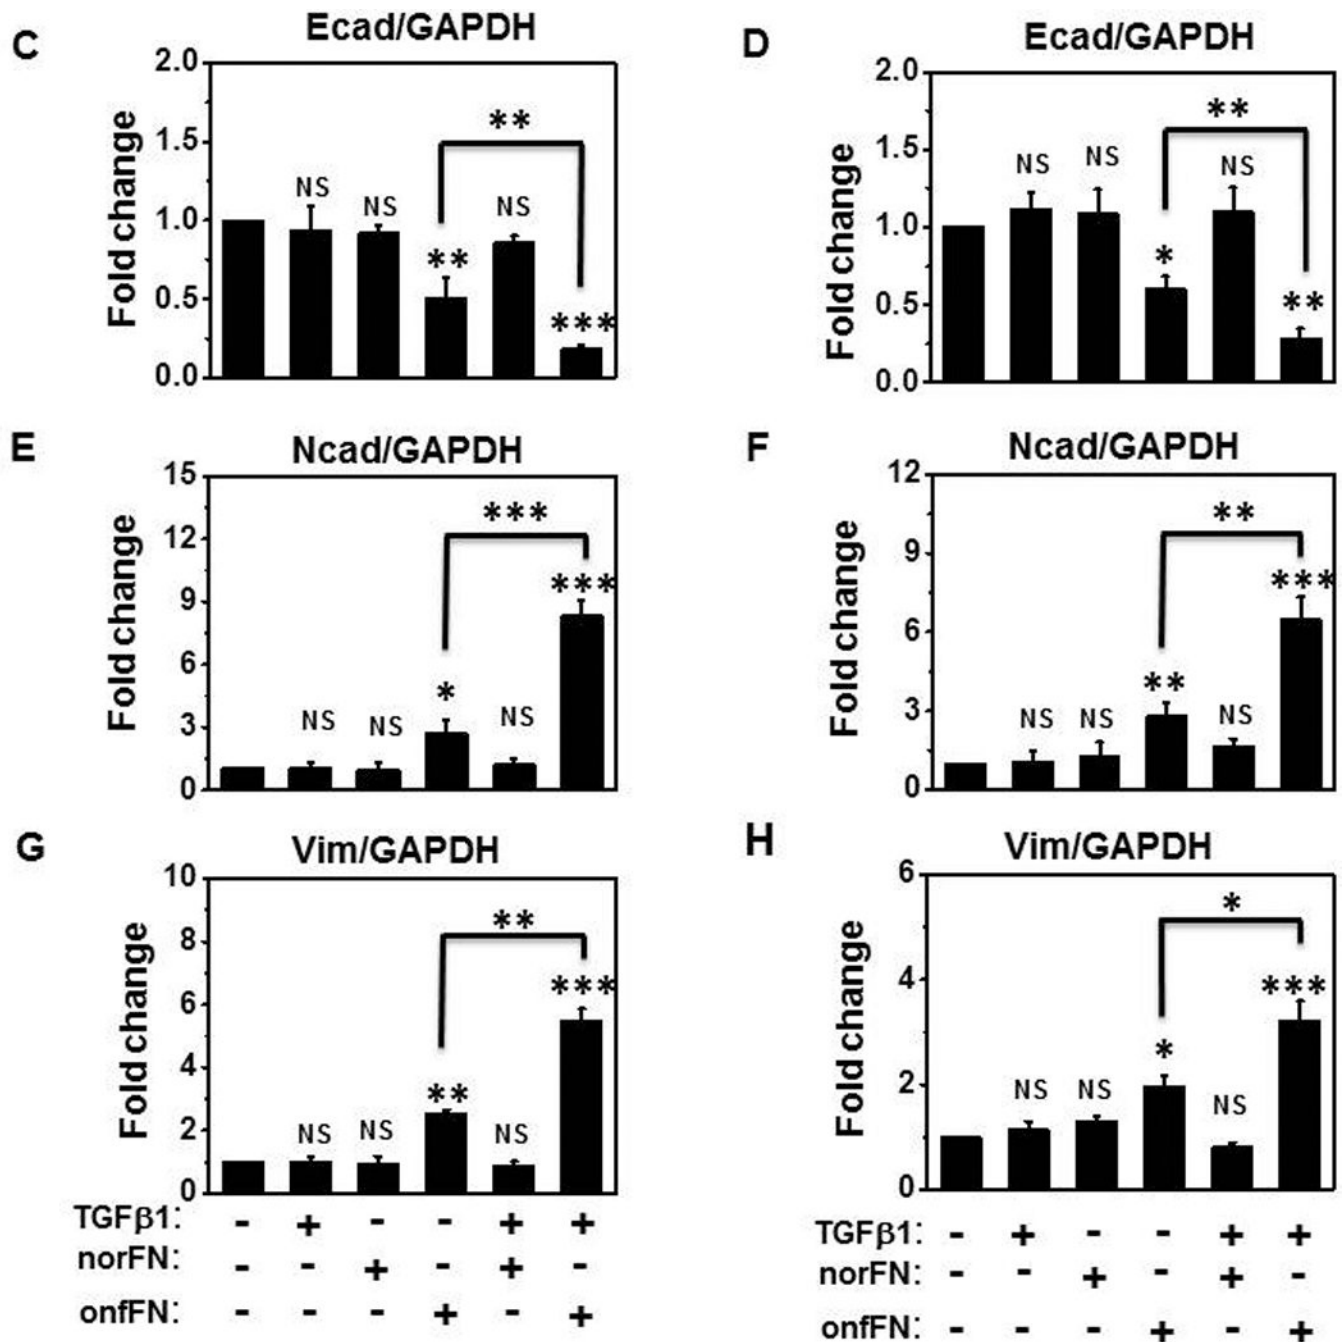 C
Ecad/GAPDH
Fold change
2.0
1.5
1.0
0.5
0.0
NS
NS
**
NS
***
**
D
Ecad/GAPDH
Fold change
2.0
1.5
1.0
0.5
0.0
NS
NS
*
NS
**
**
E
Ncad/GAPDH
Fold change
15
12
9
6
3
0
NS
NS
*
NS
***
***
F
Ncad/GAPDH
Fold change
12
9
6
3
0
NS
NS
**
NS
***
**
G
Vim/GAPDH
Fold change
10
8
6
4
2
0
NS
NS
**
NS
***
**
TGFβ1: - + - - + +
norFN: - - + - + -
onfFN: - - - + - +
H
Vim/GAPDH
Fold change
6
4
2
0
NS
NS
*
NS
***
*
TGFβ1: - + - - + +
norFN: - - + - + -
onfFN: - - - + - +